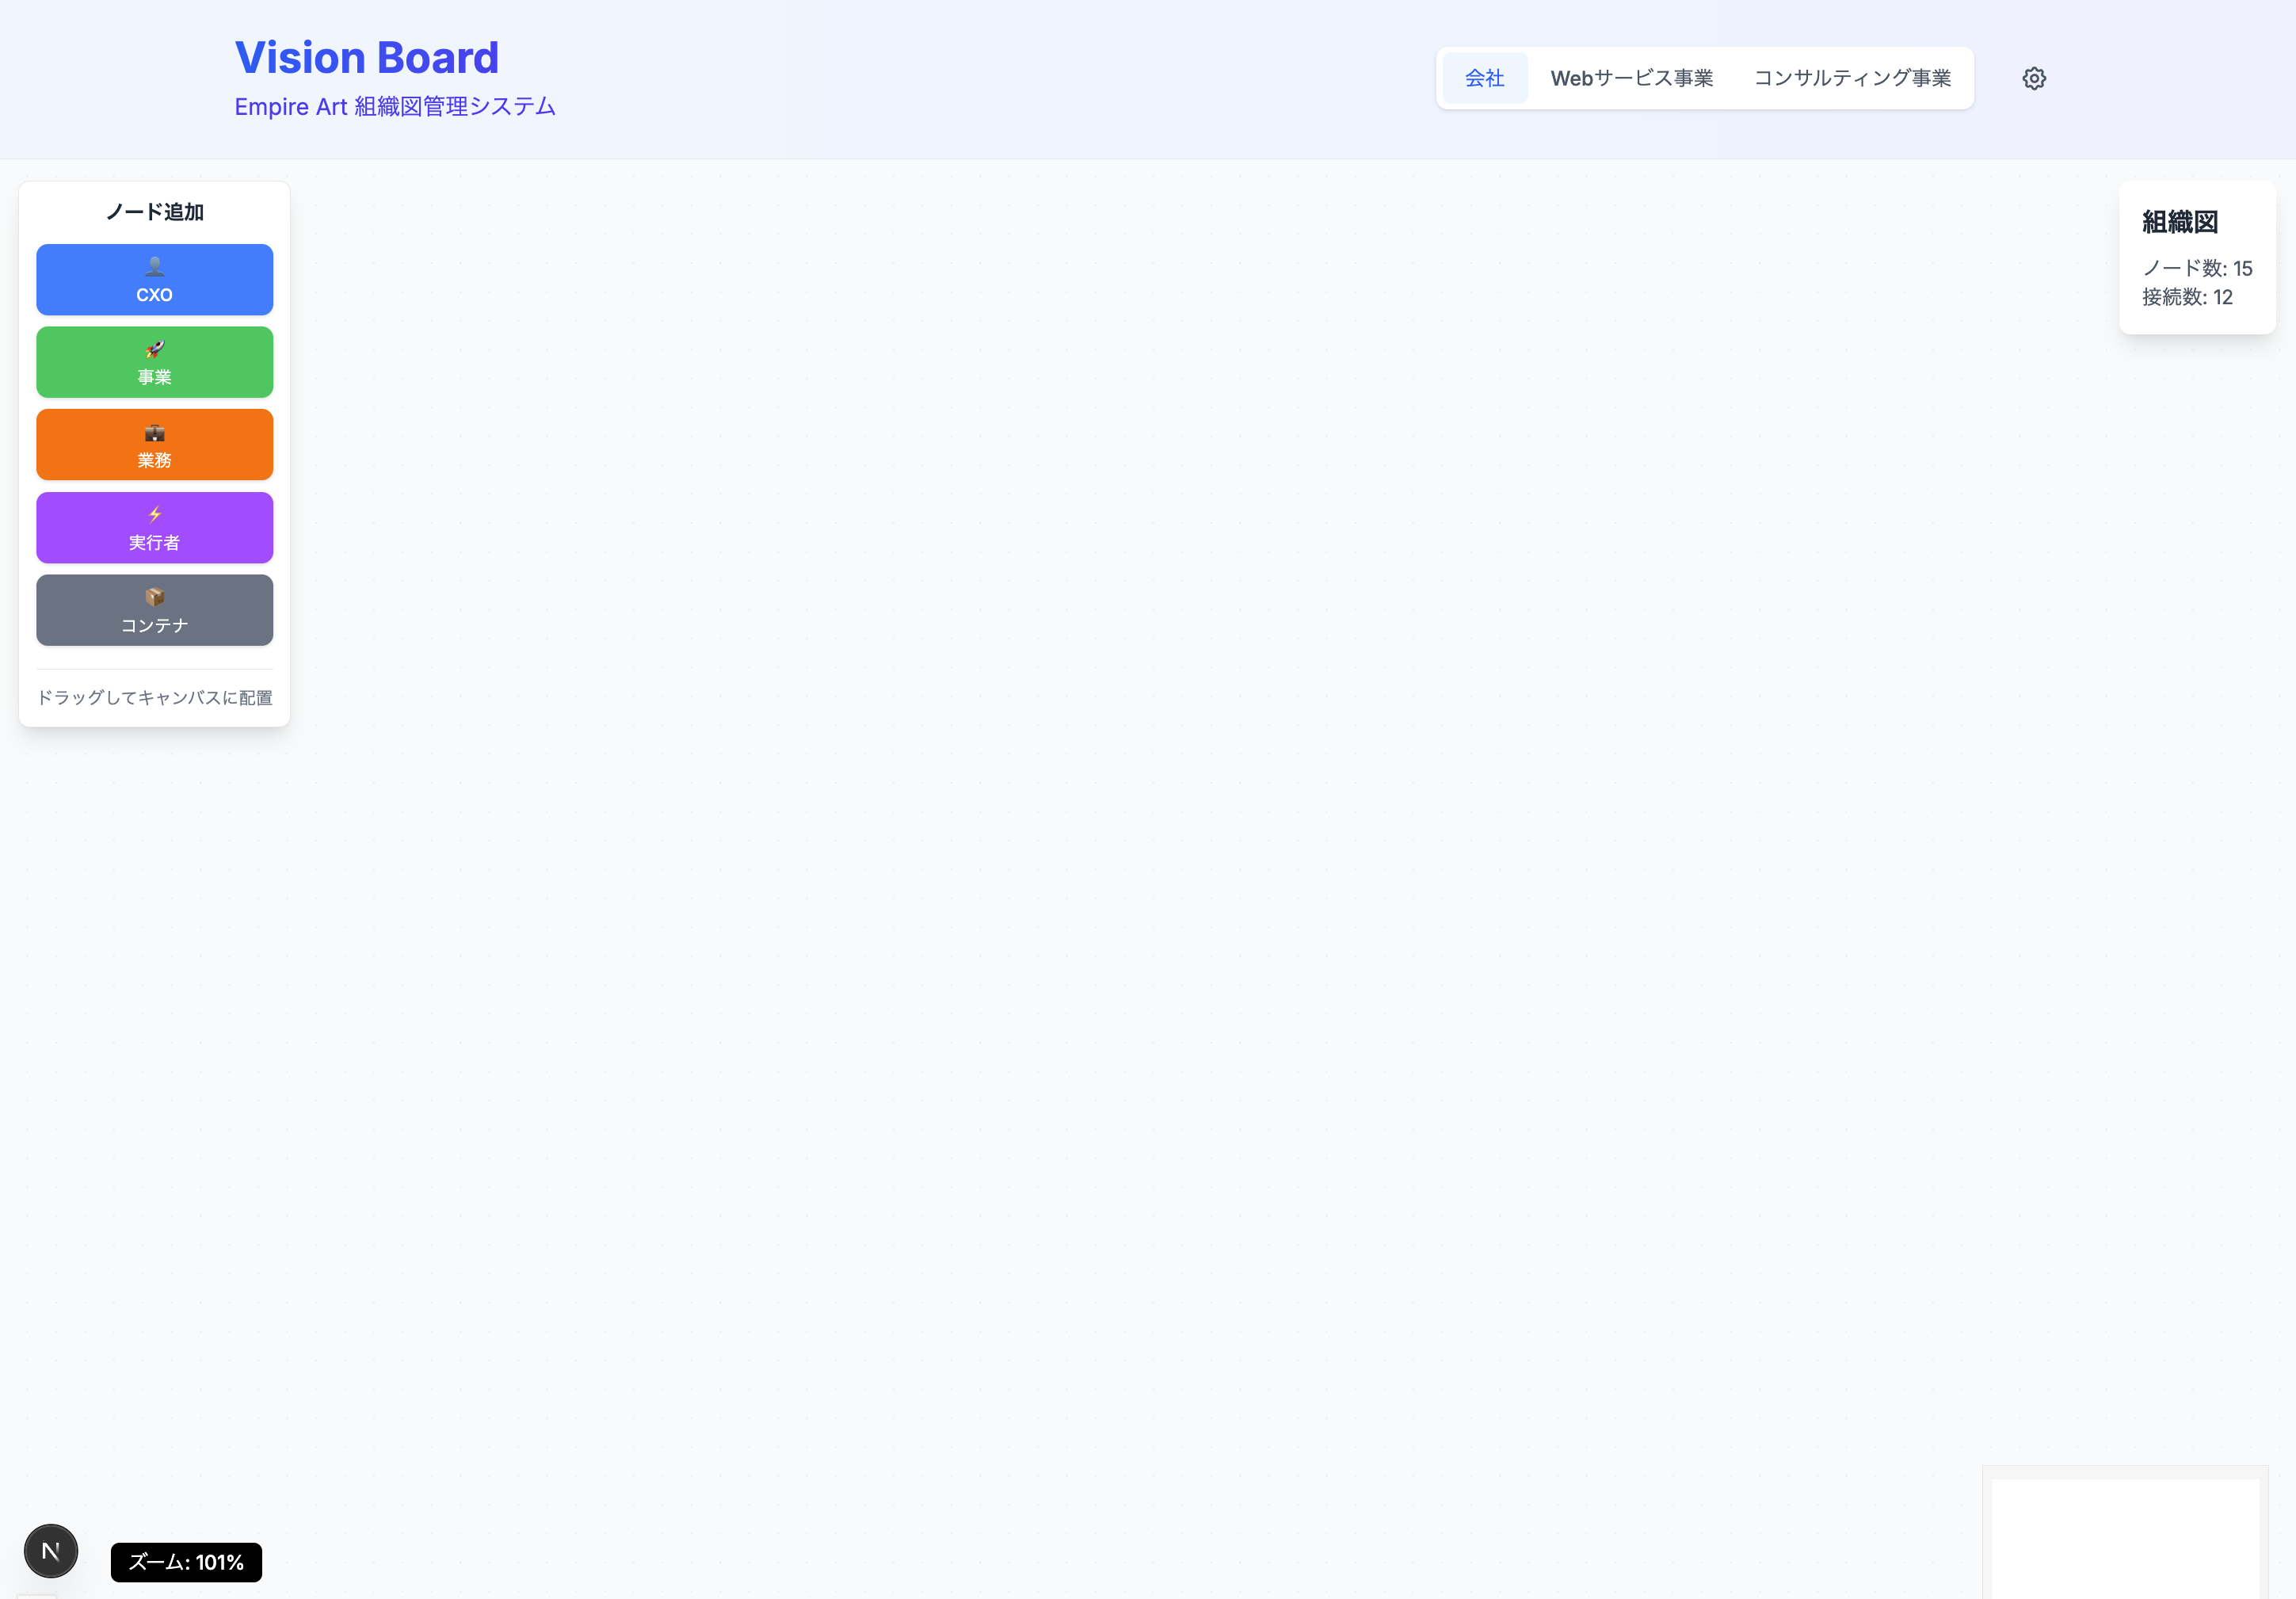 Vision Board
Empire Art 組織図管理システム
会社
Webサービス事業
コンサルティング事業
ノード追加
CXO
事業
業務
実行者
コンテナ
ドラッグしてキャンバスに配置
組織図
ノード数: 15
接続数: 12
N
ズーム: 101%